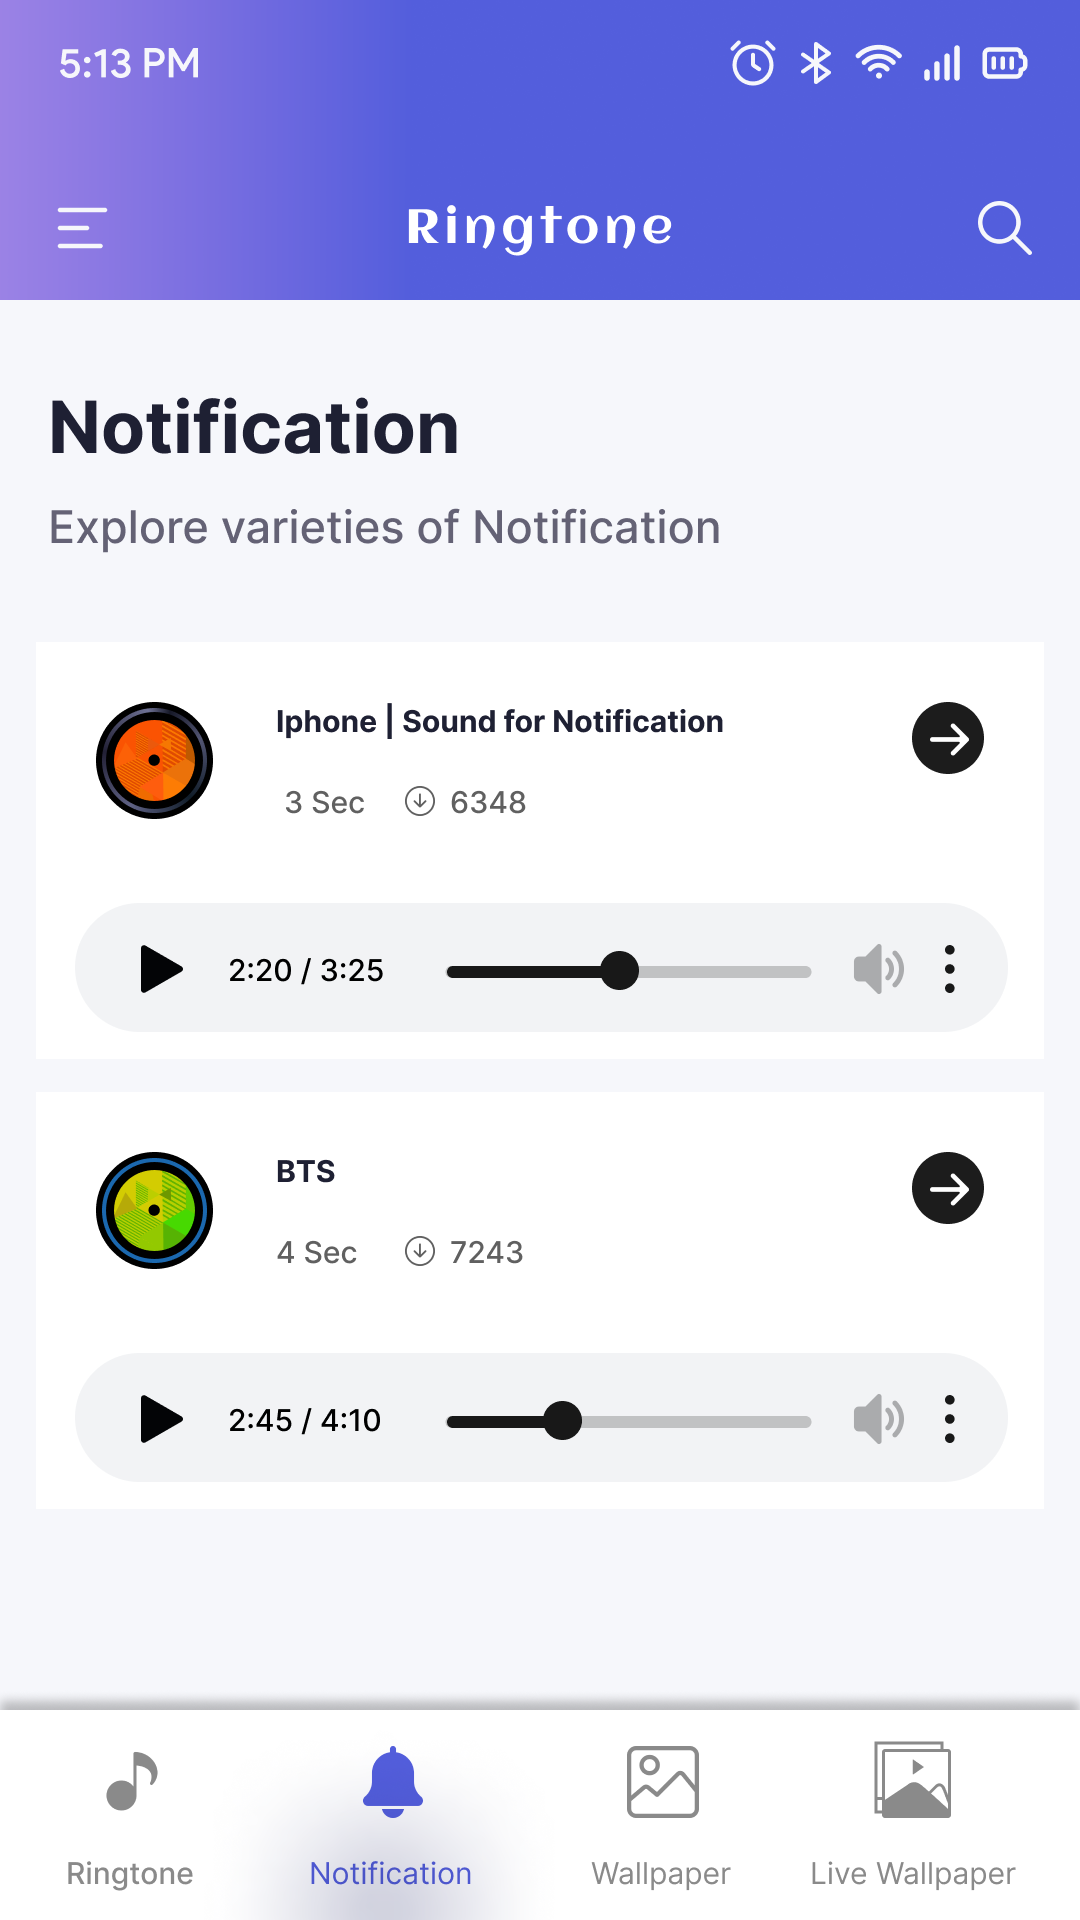 5:13 PM
Ringtone
Notification
Explore varieties of Notification
Iphone | Sound for Notification
3 Sec 6348
2:20 / 3:25
BTS
4 Sec 7243
2:45 / 4:10
Ringtone Notification Wallpaper Live Wallpaper